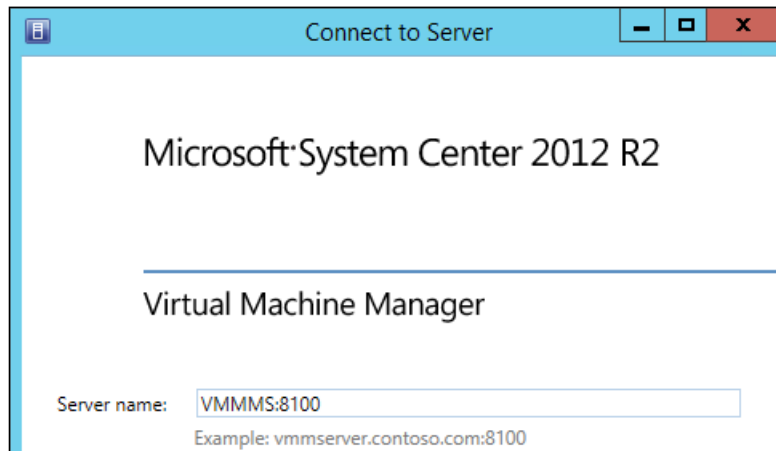 Connect to Server
Microsoft System Center 2012 R2
Virtual Machine Manager
Server name: VMMMS:8100
Example: vmmserver.contoso.com:8100